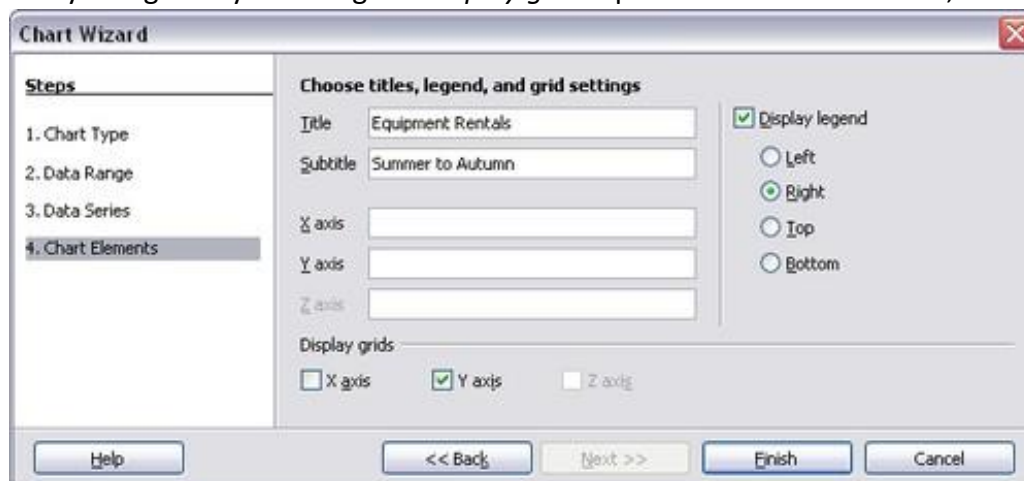 Chart Wizard
Steps
1. Chart Type
2. Data Range
3. Data Series
4. Chart Elements
Choose titles, legend, and grid settings
Title Equipment Rentals
Subtitle Summer to Autumn
X axis
Y axis
Z axis
Display legend
Left
Right
Top
Bottom
Display grids
X axis Y axis Z axis
Help << Back Next >> Finish Cancel